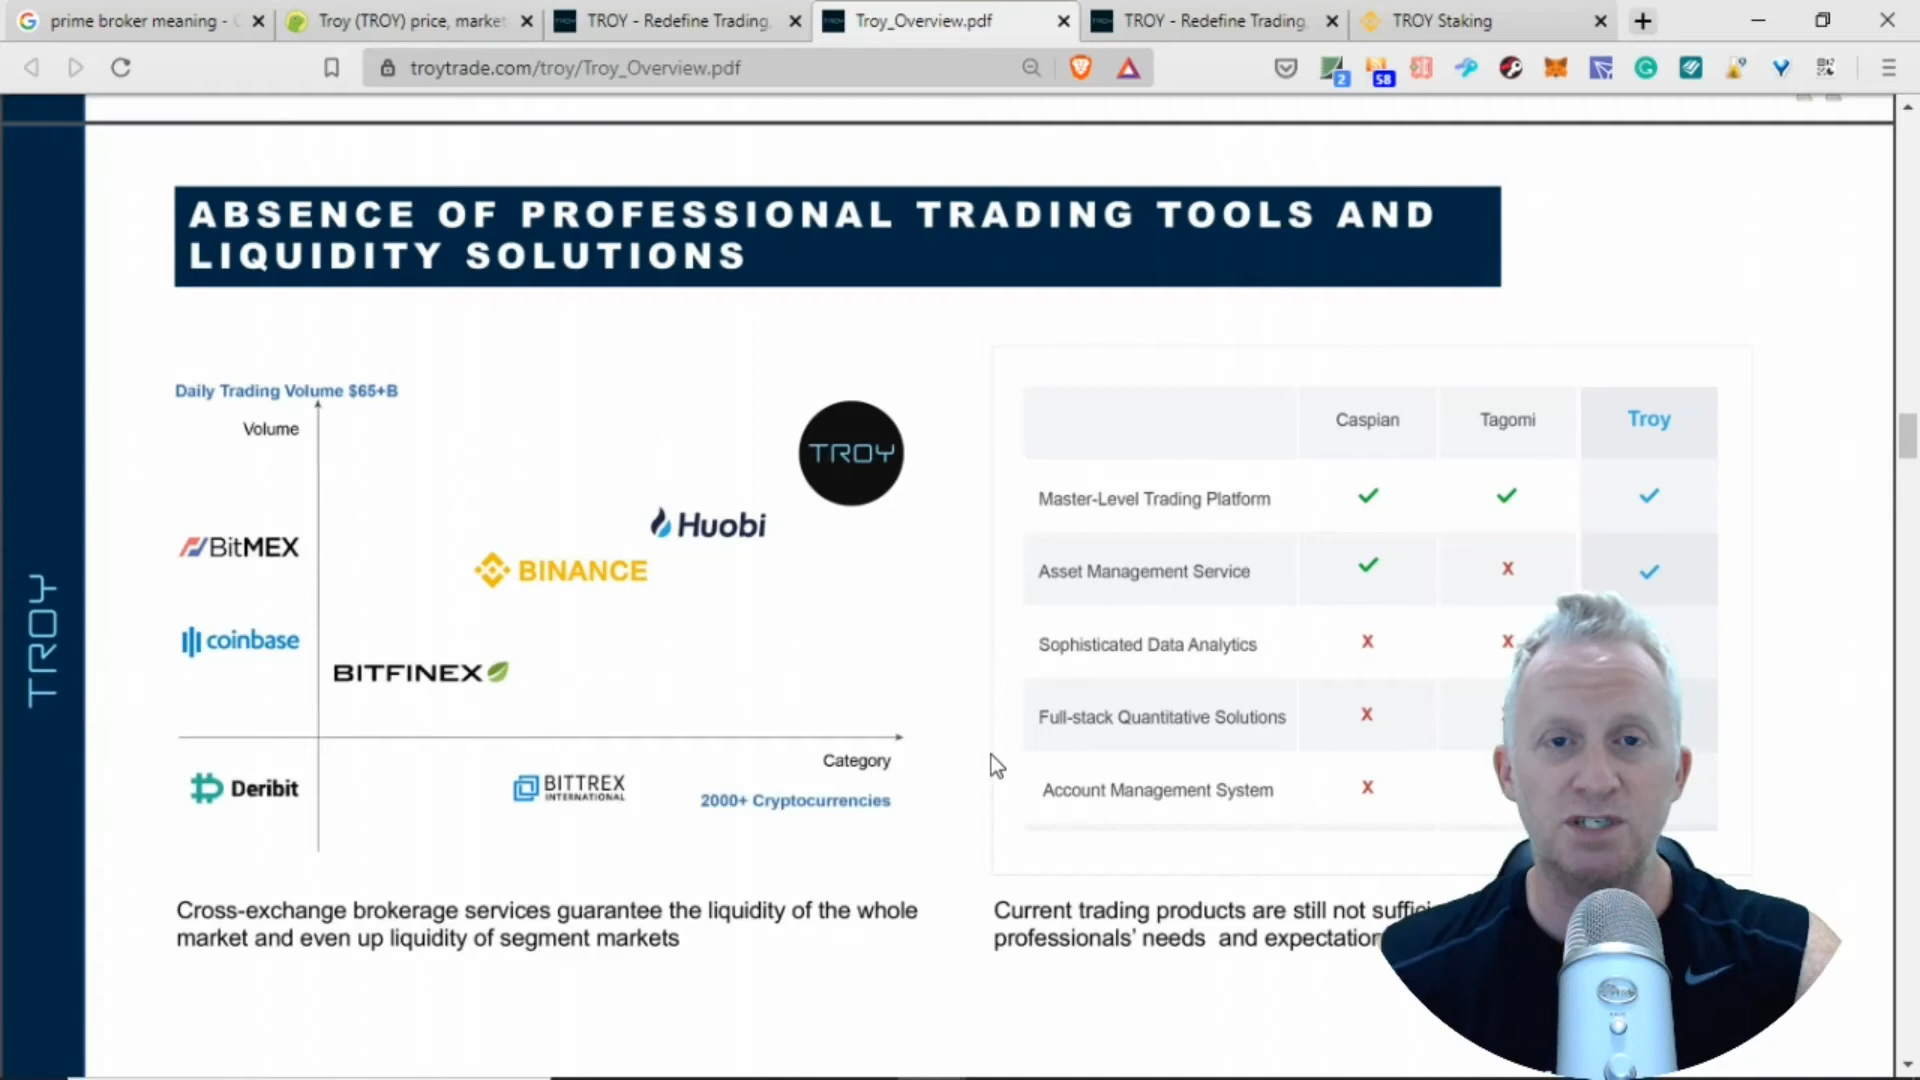 prime broker meaning -
Troy (TROY) price, market
TROY - Redefine Trading,
Troy_Overview.pdf
TROY - Redefine Trading,
TROY Staking
troytrade.com/troy/Troy_Overview.pdf
2
58
ABSENCE OF PROFESSIONAL TRADING TOOLS AND
LIQUIDITY SOLUTIONS
TROY
Daily Trading Volume $65+B
Volume
TROY
Huobi
BitMEX
BINANCE
coinbase
BITFINEX
Category
Deribit
BITTREX
INTERNATIONAL
2000+ Cryptocurrencies
Caspian Tagomi Troy
Master-Level Trading Platform ✓ ✓ ✓
Asset Management Service ✓ X ✓
Sophisticated Data Analytics X X
Full-stack Quantitative Solutions X
Account Management System X
Cross-exchange brokerage services guarantee the liquidity of the whole
market and even up liquidity of segment markets
Current trading products are still not
professionals' needs and